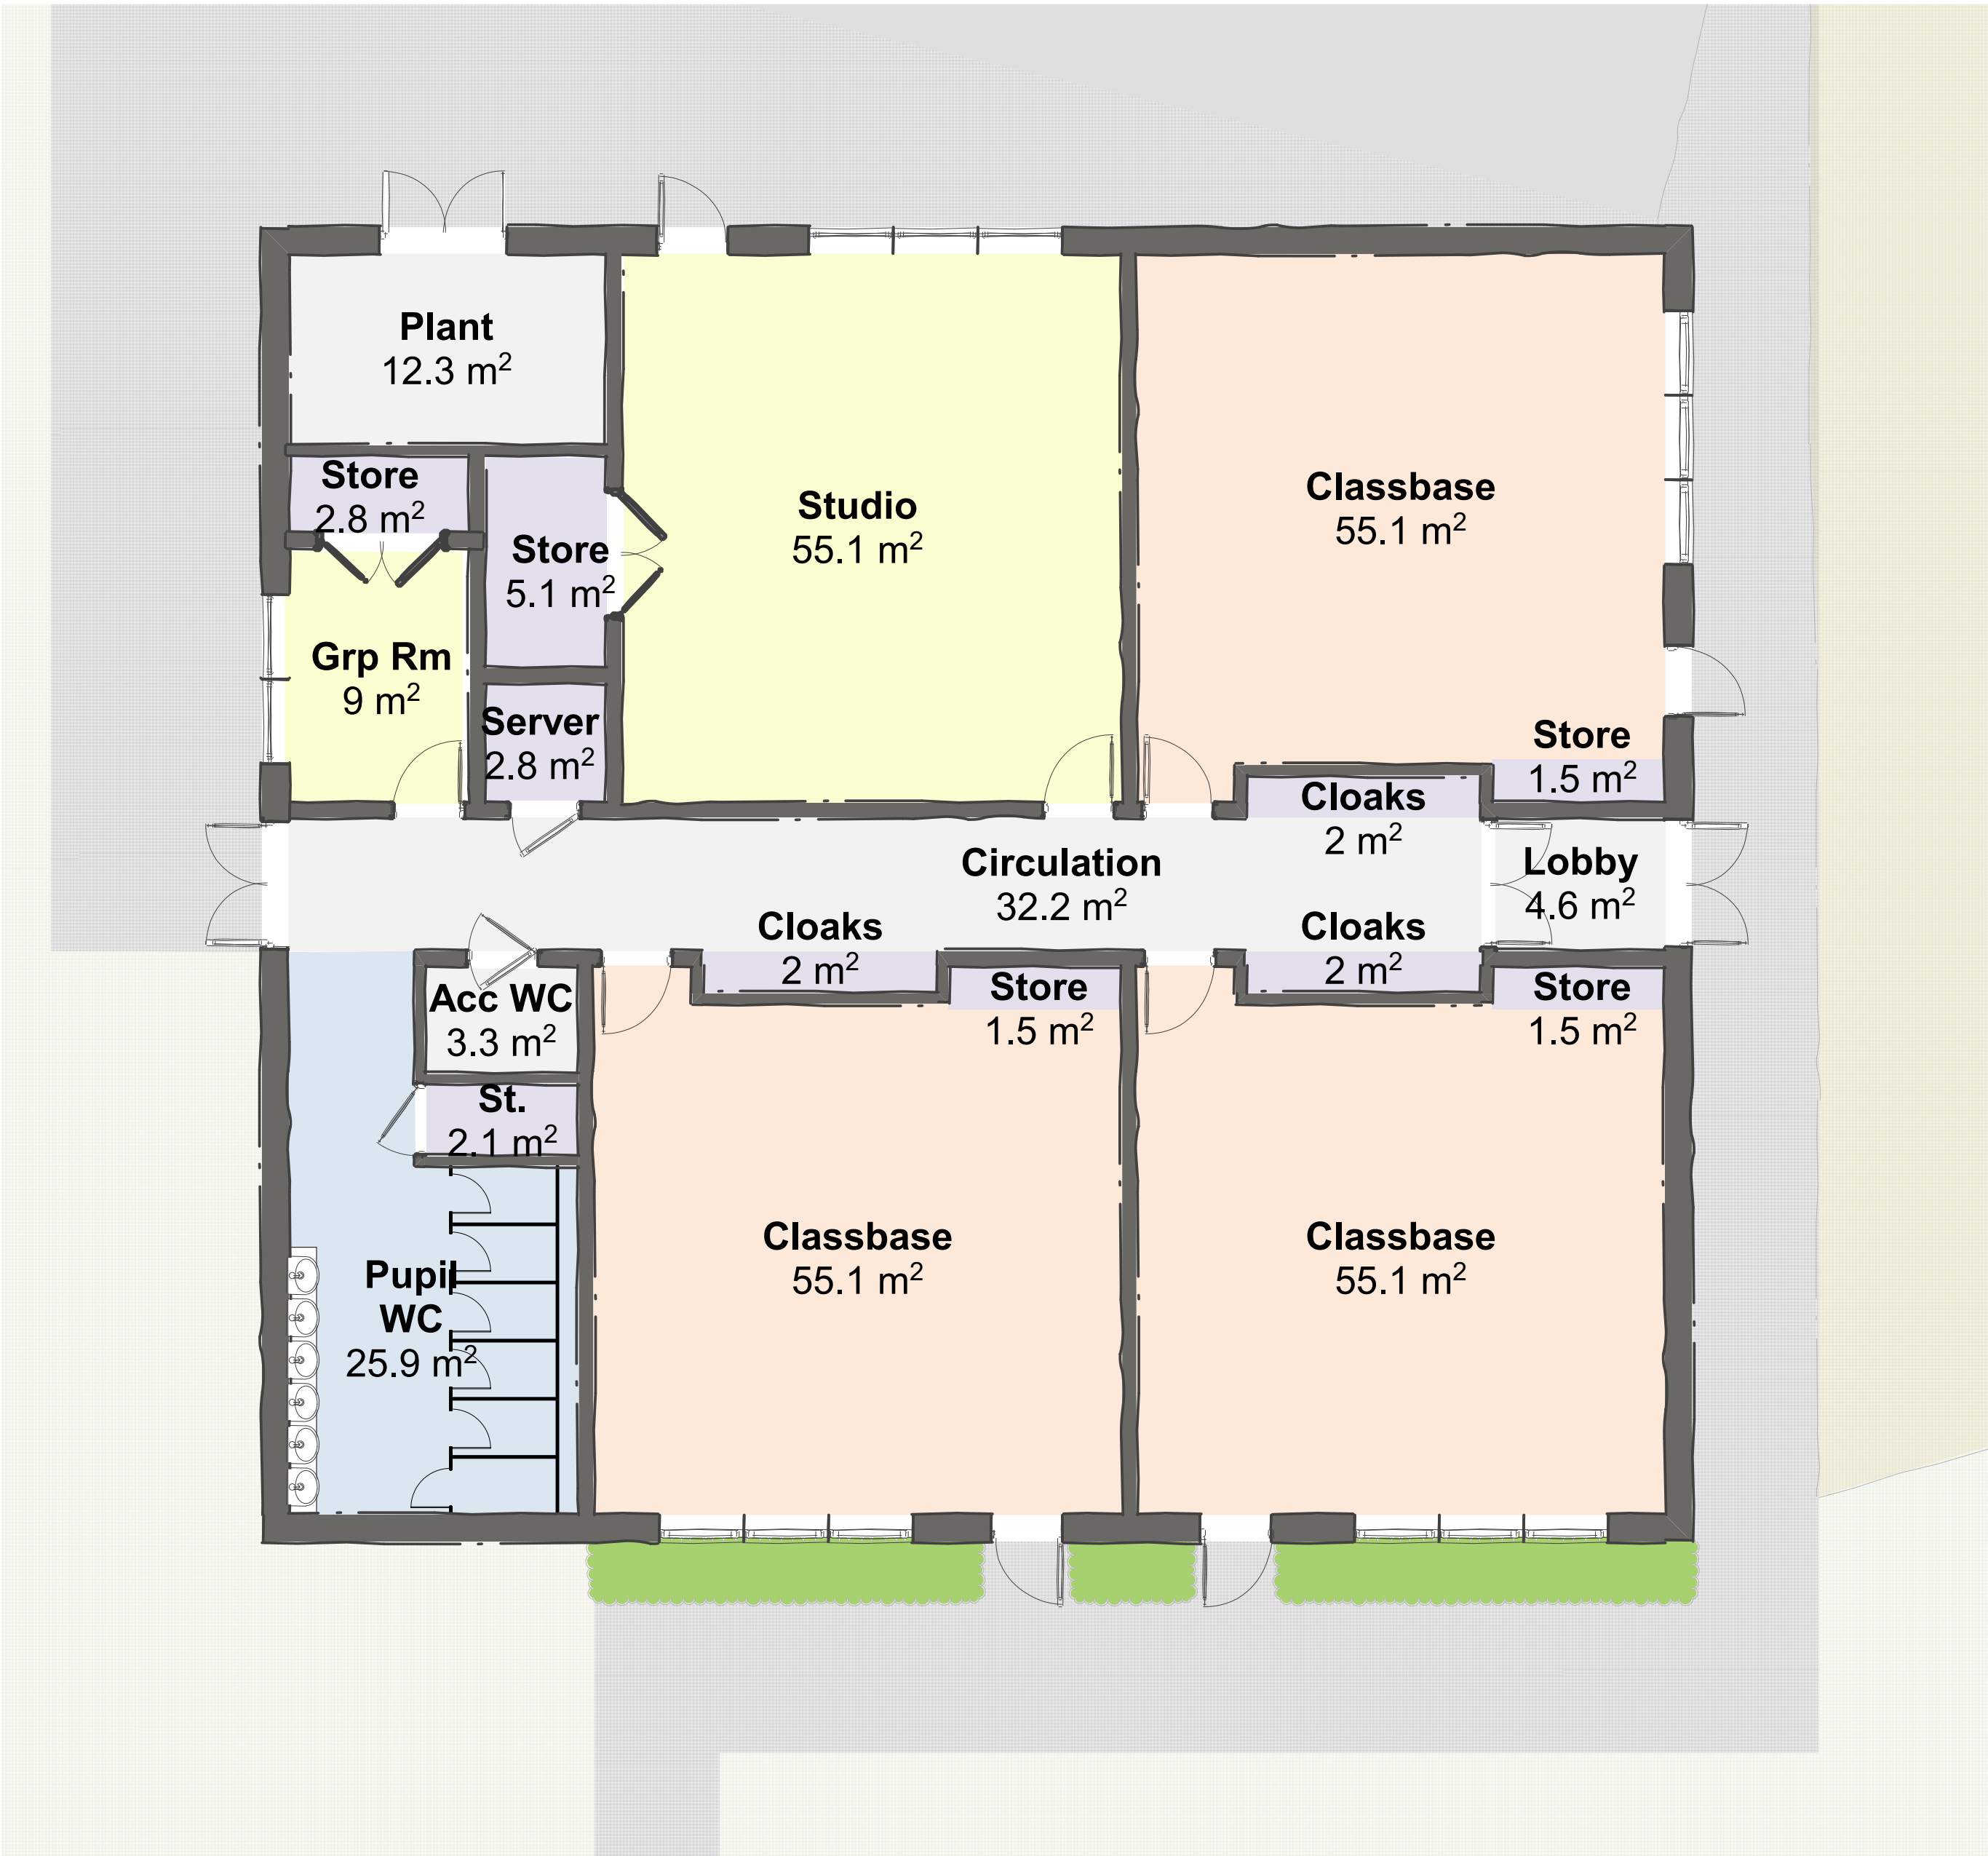 Plant
12.3 m²
Store
2.8 m²
Store
5.1 m²
Studio
55.1 m²
Classbase
55.1 m²
Grp Rm
9 m²
Server
2.8 m²
Store
1.5 m²
Cloaks
2 m²
Circulation
32.2 m²
Lobby
4.6 m²
Cloaks
2 m²
Cloaks
2 m²
Acc WC
3.3 m²
Store
1.5 m²
Store
1.5 m²
St.
2.1 m²
Pupil
WC
25.9 m²
Classbase
55.1 m²
Classbase
55.1 m²